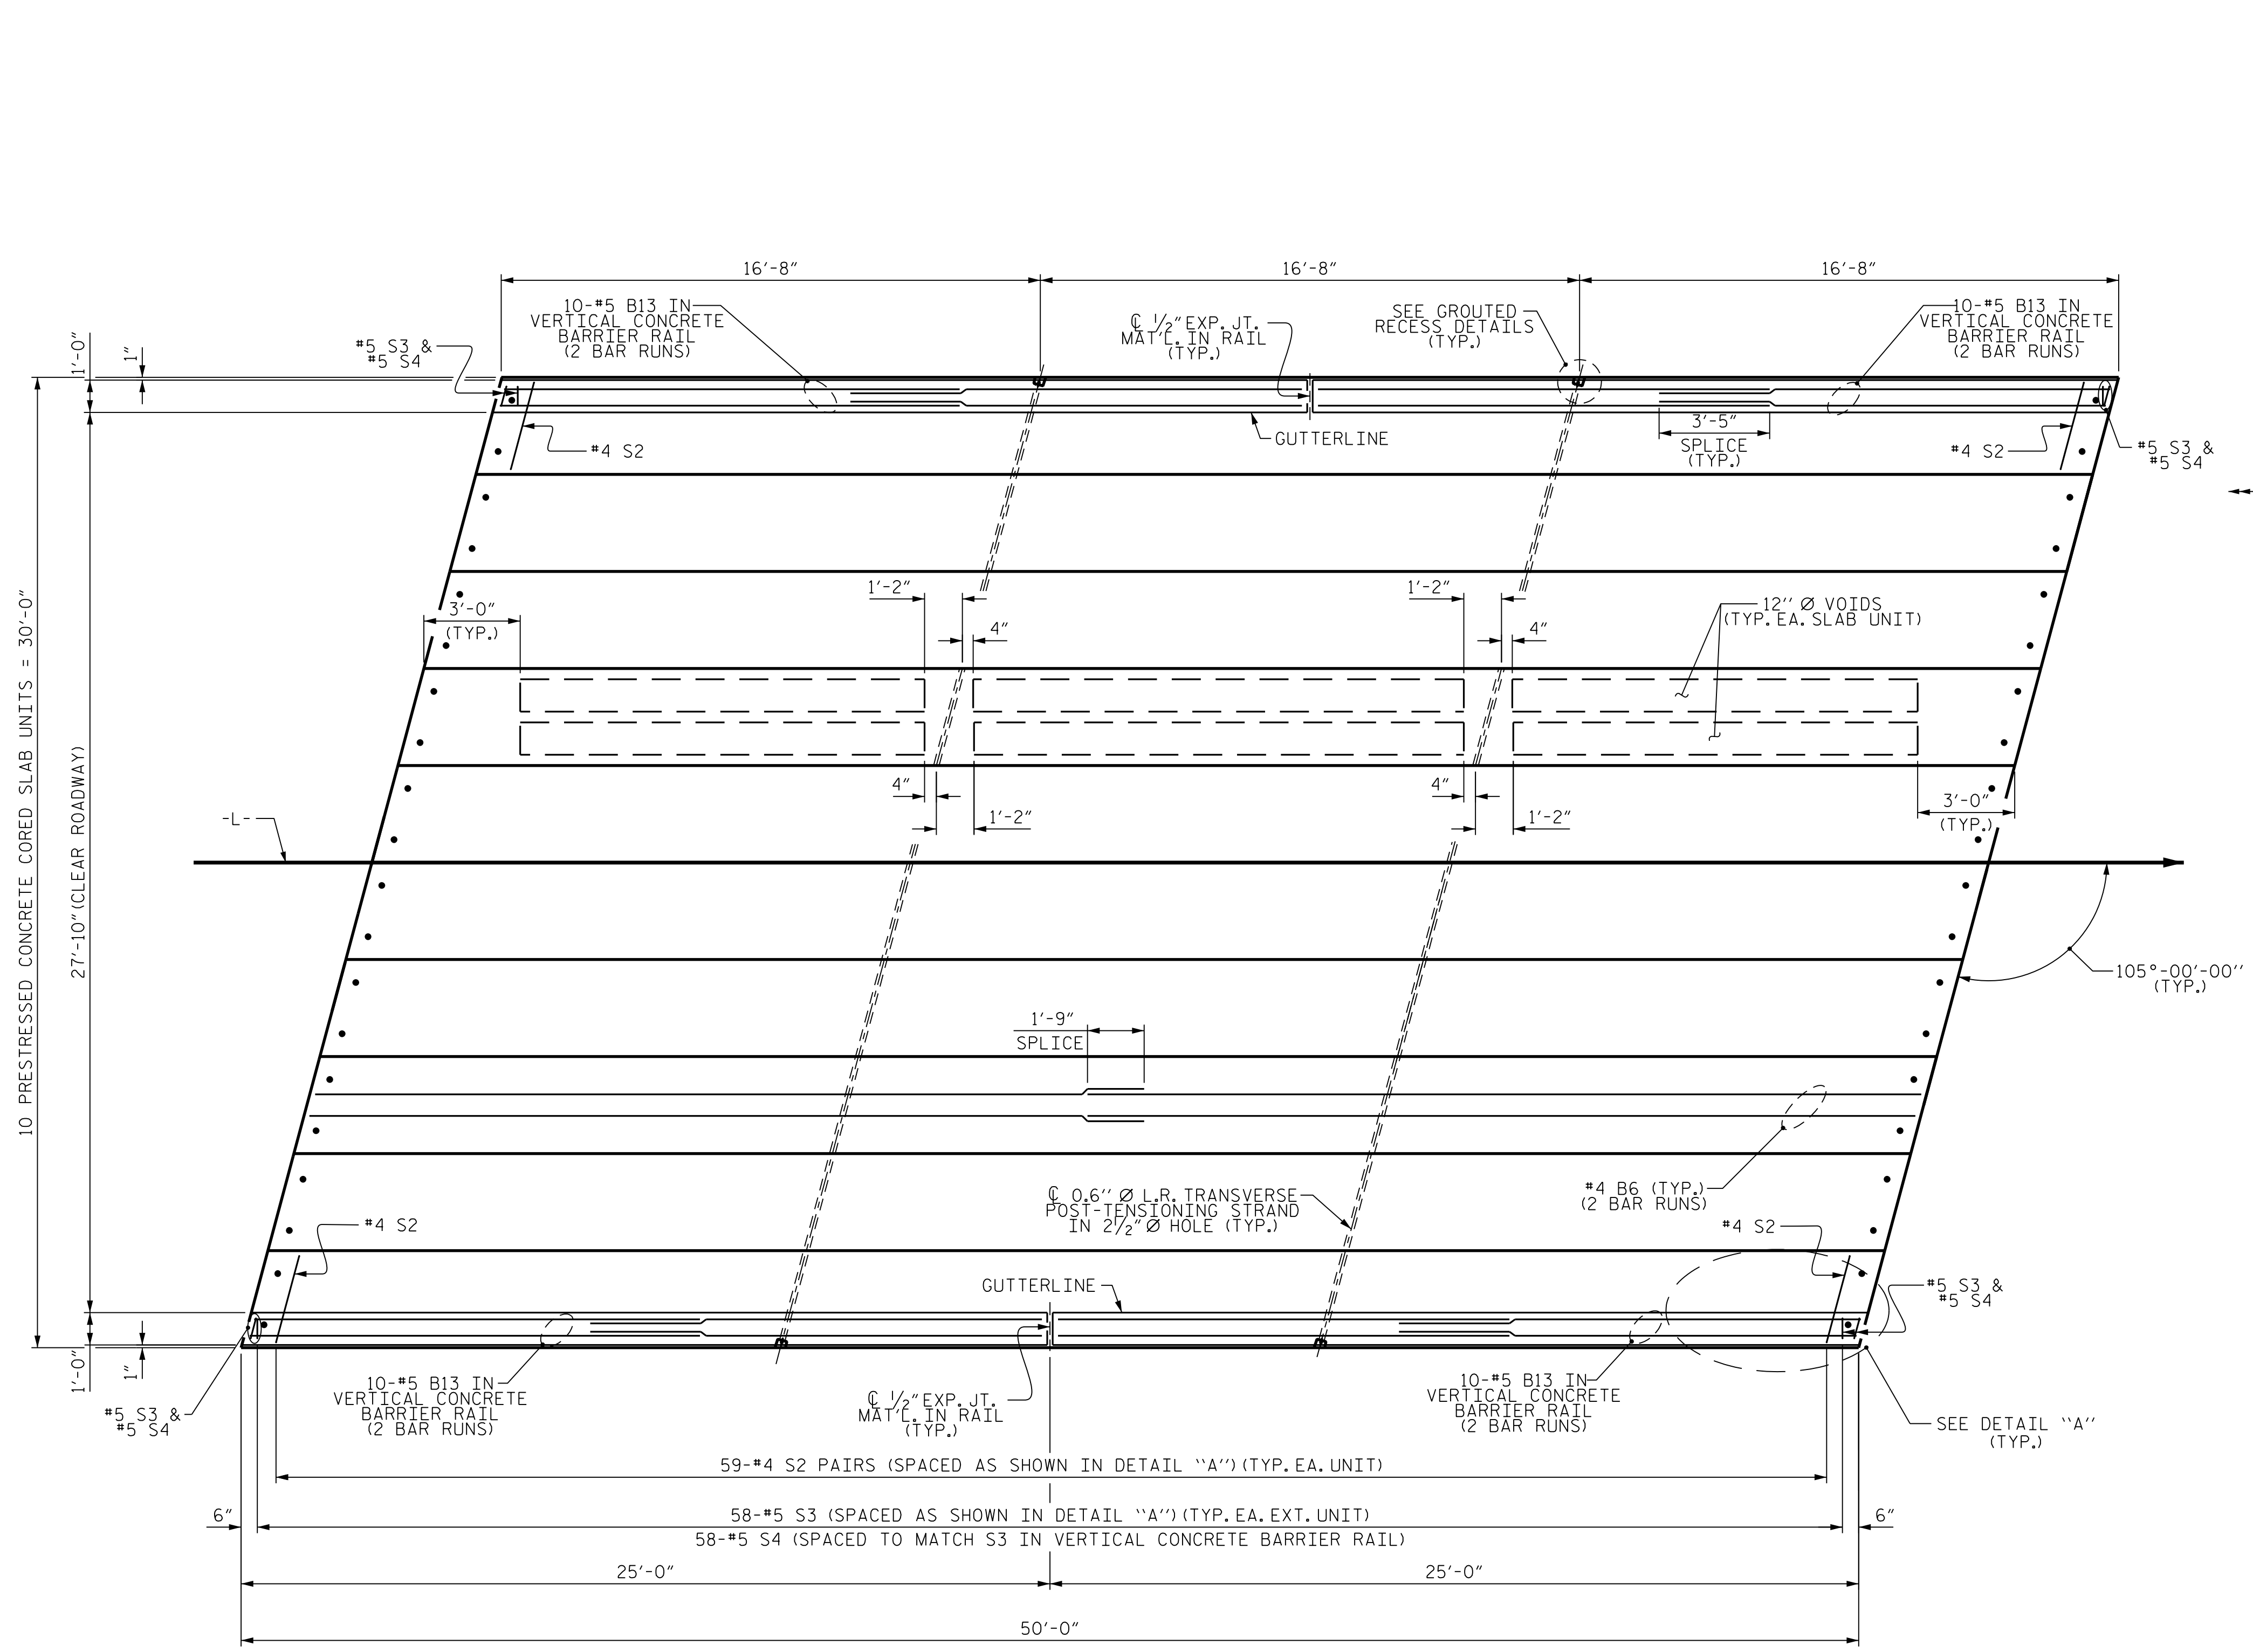 16'-8"
16'-8"
16'-8"
10-#5 B13 IN
VERTICAL CONCRETE
BARRIER RAIL
(2 BAR RUNS)
℄ 1/2" EXP. JT.
MAT'L. IN RAIL
(TYP.)
SEE GROUTED
RECESS DETAILS
(TYP.)
10-#5 B13 IN
VERTICAL CONCRETE
BARRIER RAIL
(2 BAR RUNS)
1'-0"
1"
#5 S3 &
#5 S4
#4 S2
GUTTERLINE
3'-5"
SPLICE
(TYP.)
#4 S2
#5 S3 &
#5 S4
1'-2"
1'-2"
3'-0"
(TYP.)
4"
4"
12'' Ø VOIDS
(TYP. EA. SLAB UNIT)
10 PRESTRESSED CONCRETE CORED SLAB UNITS = 30'-0"
27'-10" (CLEAR ROADWAY)
4"
4"
1'-2"
1'-2"
3'-0"
(TYP.)
-L-
105°-00'-00''
(TYP.)
1'-9"
SPLICE
℄ 0.6'' Ø L.R. TRANSVERSE
POST-TENSIONING STRAND
IN 2 1/2" Ø HOLE (TYP.)
#4 B6 (TYP.)
(2 BAR RUNS)
#4 S2
#4 S2
GUTTERLINE
#5 S3 &
#5 S4
1'-0"
1"
#5 S3 &
#5 S4
10-#5 B13 IN
VERTICAL CONCRETE
BARRIER RAIL
(2 BAR RUNS)
℄ 1/2" EXP. JT.
MAT'L. IN RAIL
(TYP.)
10-#5 B13 IN
VERTICAL CONCRETE
BARRIER RAIL
(2 BAR RUNS)
SEE DETAIL ''A''
(TYP.)
59-#4 S2 PAIRS (SPACED AS SHOWN IN DETAIL ''A'') (TYP. EA. UNIT)
6"
58-#5 S3 (SPACED AS SHOWN IN DETAIL ''A'') (TYP. EA. EXT. UNIT)
6"
58-#5 S4 (SPACED TO MATCH S3 IN VERTICAL CONCRETE BARRIER RAIL)
25'-0"
25'-0"
50'-0"